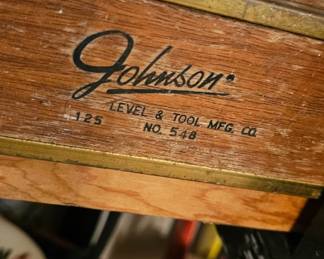 Johnson
LEVEL & TOOL MFG. CO.
125 NO. 548